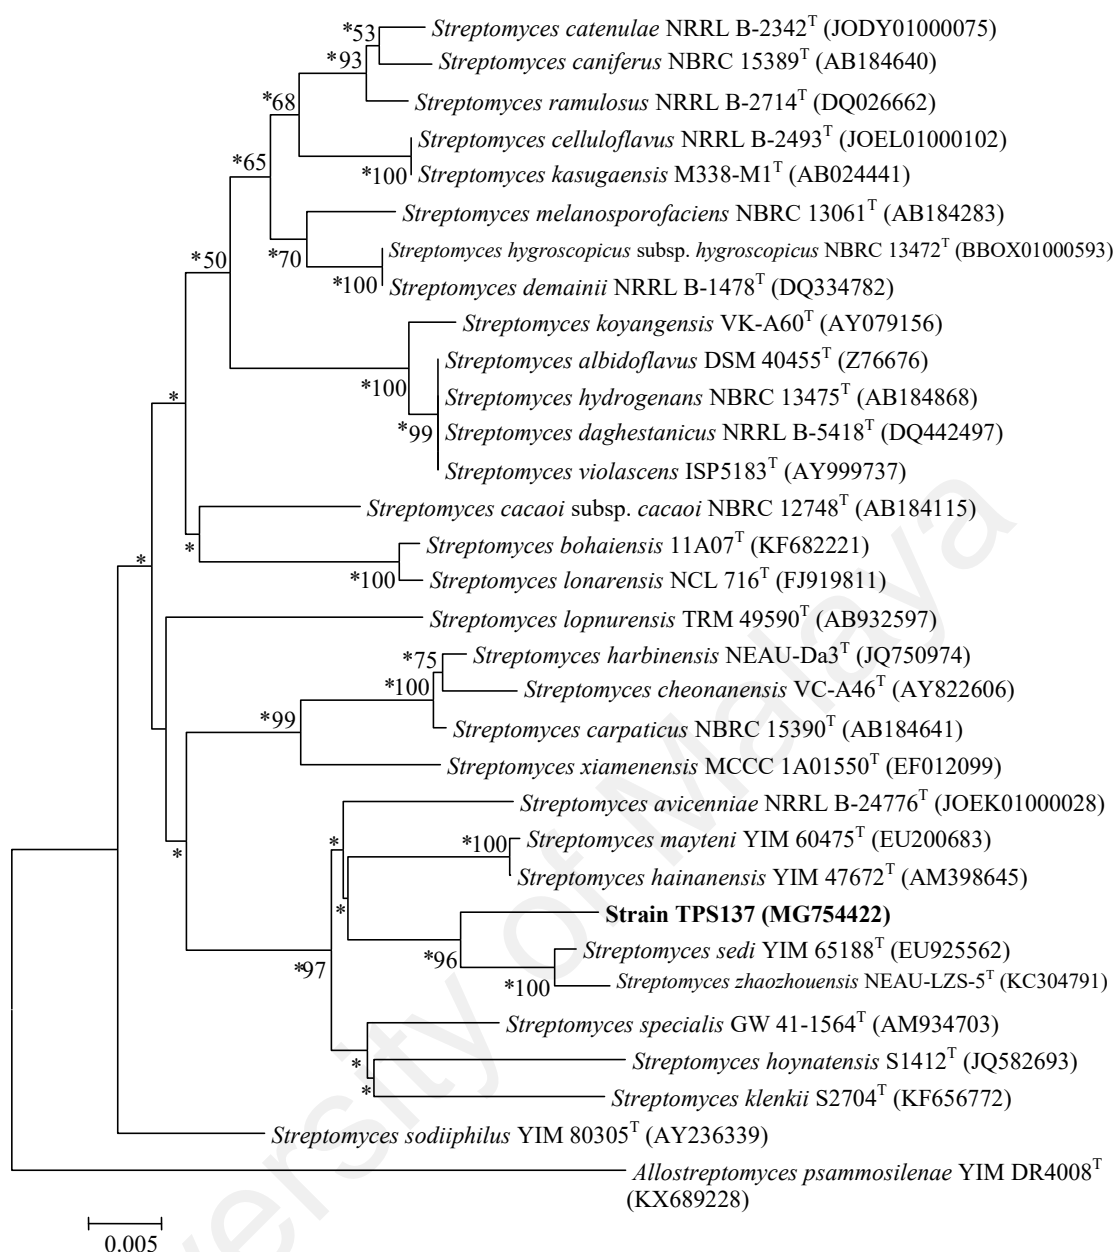 *53
Streptomyces catenulae NRRL B-2342T (JODY01000075)
*93
Streptomyces caniferus NBRC 15389T (AB184640)
*68
Streptomyces ramulosus NRRL B-2714T (DQ026662)
Streptomyces celluloflavus NRRL B-2493T (JOEL01000102)
*65
*100
Streptomyces kasugaensis M338-M1T (AB024441)
Streptomyces melanosporofaciens NBRC 13061T (AB184283)
*50
*70
Streptomyces hygroscopicus subsp. hygroscopicus NBRC 13472T (BBOX01000593)
*100
Streptomyces demainii NRRL B-1478T (DQ334782)
Streptomyces koyangensis VK-A60T (AY079156)
Streptomyces albidoflavus DSM 40455T (Z76676)
*100
*
Streptomyces hydrogenans NBRC 13475T (AB184868)
*99
Streptomyces daghestanicus NRRL B-5418T (DQ442497)
Streptomyces violascens ISP5183T (AY999737)
Streptomyces cacaoi subsp. cacaoi NBRC 12748T (AB184115)
*
Streptomyces bohaiensis 11A07T (KF682221)
*
*100
Streptomyces lonarensis NCL 716T (FJ919811)
Streptomyces lopnurensis TRM 49590T (AB932597)
*75
Streptomyces harbinensis NEAU-Da3T (JQ750974)
*100
Streptomyces cheonanensis VC-A46T (AY822606)
*99
Streptomyces carpaticus NBRC 15390T (AB184641)
Streptomyces xiamenensis MCCC 1A01550T (EF012099)
Streptomyces avicenniae NRRL B-24776T (JOEK01000028)
*
*100
Streptomyces mayteni YIM 60475T (EU200683)
*
Streptomyces hainanensis YIM 47672T (AM398645)
*
Strain TPS137 (MG754422)
*97
*96
Streptomyces sedi YIM 65188T (EU925562)
*100
Streptomyces zhaozhouensis NEAU-LZS-5T (KC304791)
Streptomyces specialis GW 41-1564T (AM934703)
*
Streptomyces hoynatensis S1412T (JQ582693)
*
Streptomyces klenkii S2704T (KF656772)
Streptomyces sodiiphilus YIM 80305T (AY236339)
Allostreptomyces psammosilenae YIM DR4008T
(KX689228)
0.005
versity of Malaya